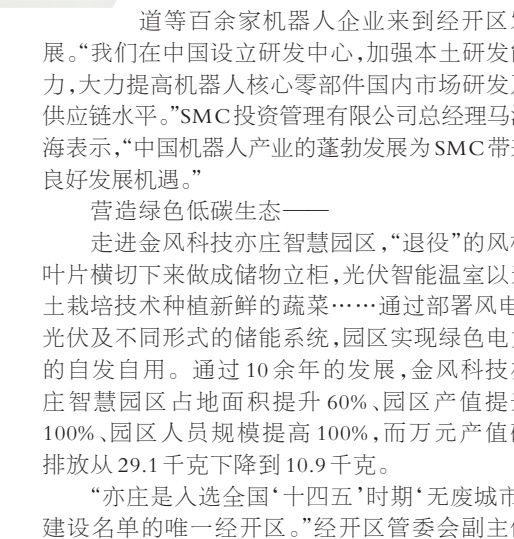 道等百余家机器人企业来到经开区
展。“我们在中国设立研发中心,加强本土研发
力,大力提高机器人核心零部件国内市场研发
供应链水平。”SMC投资管理有限公司总经理马
海表示,“中国机器人产业的蓬勃发展为SMC带
良好发展机遇。”
营造绿色低碳生态——
走进金风科技亦庄智慧园区,“退役”的风
叶片横切下来做成储物立柜,光伏智能温室以
土栽培技术种植新鲜的蔬菜……通过部署风电
光伏及不同形式的储能系统,园区实现绿色电
的自发自用。通过10余年的发展,金风科技
庄智慧园区占地面积提升60%、园区产值提
100%、园区人员规模提高100%,而万元产值
排放从29.1千克下降到10.9千克。
“亦庄是入选全国‘十四五’时期‘无废城市
建设名单的唯一经开区。”经开区管委会副主